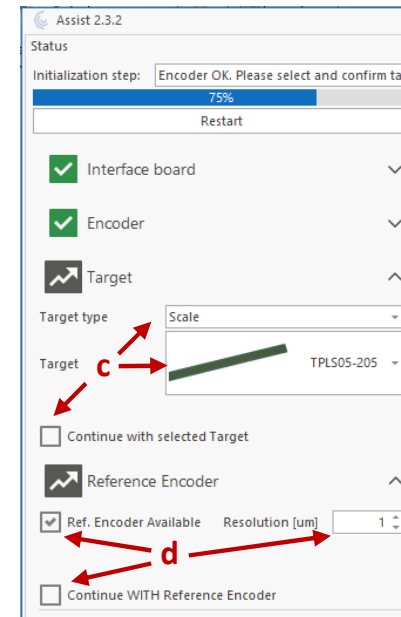 Assist 2.3.2
Status
Initialization step: Encoder OK. Please select and confirm ta
75%
Restart
Interface board
Encoder
Target
Target type Scale
Target c TPLS05-205
Continue with selected Target
Reference Encoder
Ref. Encoder Available Resolution [um] 1
d
Continue WITH Reference Encoder